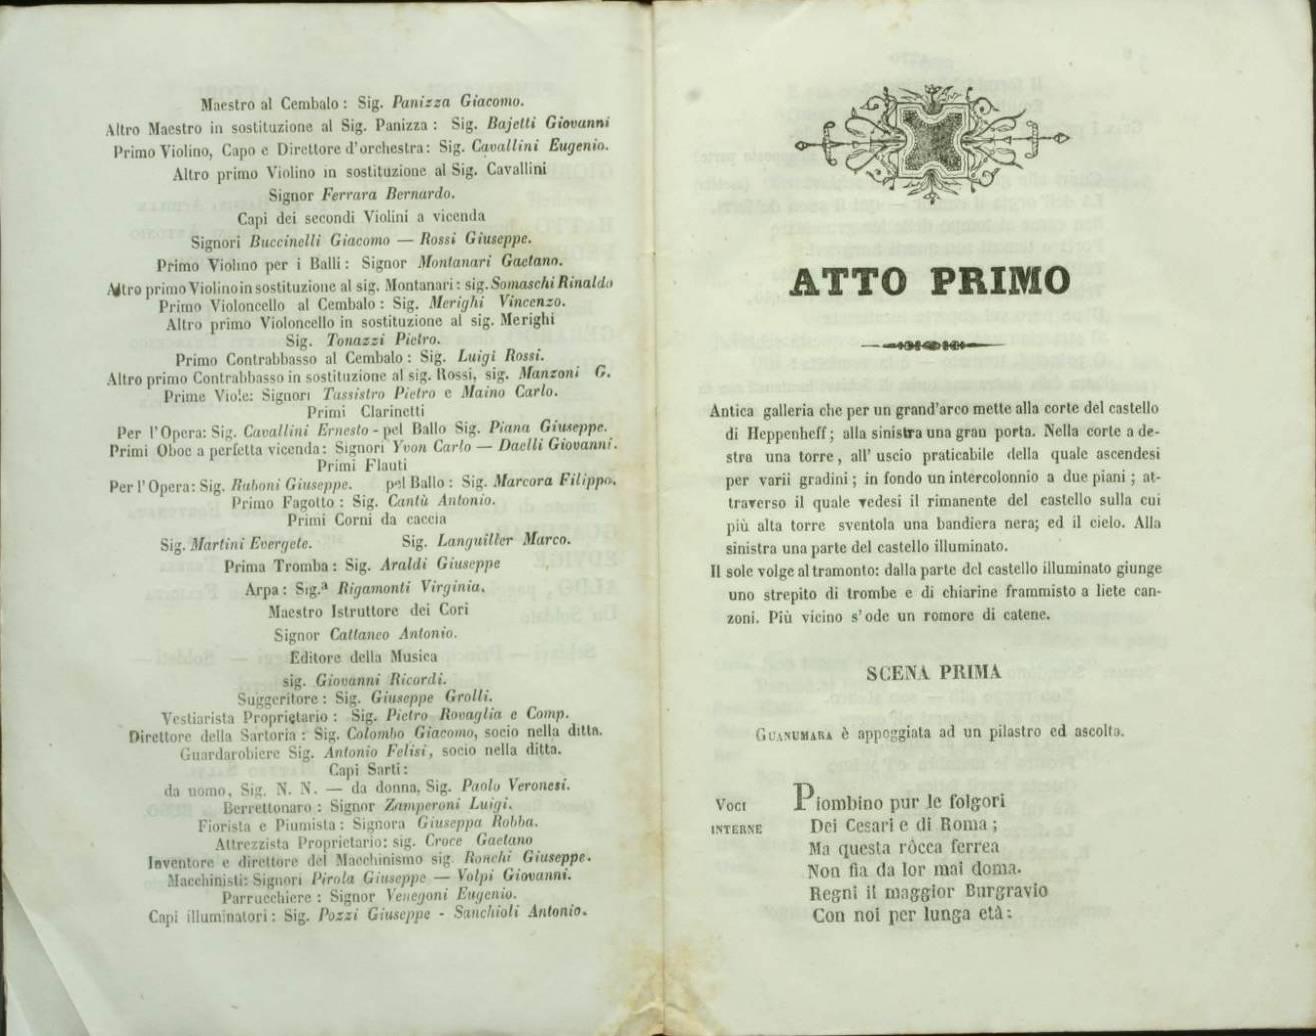 Maestro al Cembalo: Sig. Panizza Giacomo.
Altro Maestro in sostituzione al Sig. Panizza: Sig. Bajetti Giovanni
Primo Violino, Capo e Direttore d'orchestra: Sig. Cavallini Eugenio.
Altro primo Violino in sostituzione al Sig. Cavallini
Signor Ferrara Bernardo.
Capi dei secondi Violini a vicenda
Signori Buccinelli Giacomo — Rossi Giuseppe.
Primo Violino per i Balli: Signor Montanari Gaetano.
Altro primo Violino in sostituzione al sig. Montanari: sig. Somaschi Rinaldo
Primo Violoncello al Cembalo: Sig. Merighi Vincenzo.
Altro primo Violoncello in sostituzione al sig. Merighi
Sig. Tonazzi Pietro.
Primo Contrabbasso al Cembalo: Sig. Luigi Rossi.
Altro primo Contrabbasso in sostituzione al sig. Rossi, sig. Manzoni G.
Prime Viole: Signori Tassistro Pietro e Maino Carlo.
Primi Clarinetti
Per l'Opera: Sig. Cavallini Ernesto - pel Ballo Sig. Piana Giuseppe.
Primi Oboe a perfetta vicenda: Signori Yvon Carlo — Daelli Giovanni.
Primi Flauti
Per l'Opera: Sig. Raboni Giuseppe. pel Ballo: Sig. Marcora Filippo.
Primo Fagotto: Sig. Cantù Antonio.
Primi Corni da caccia
Sig. Martini Evergete. Sig. Languiller Marco.
Prima Tromba: Sig. Araldi Giuseppe
Arpa: Sig.ª Rigamonti Virginia.
Maestro Istruttore dei Cori
Signor Cattaneo Antonio.
Editore della Musica
sig. Giovanni Ricordi.
Suggeritore: Sig. Giuseppe Grolli.
Vestiarista Proprietario: Sig. Pietro Rovaglia e Comp.
Direttore della Sartoria: Sig. Colombo Giacomo, socio nella ditta.
Guardarobiere Sig. Antonio Felisi, socio nella ditta.
Capi Sarti:
da uomo, Sig. N. N. — da donna, Sig. Paolo Veronesi.
Berrettonaro: Signor Zamperoni Luigi.
Fiorista e Piumista: Signora Giuseppa Robba.
Attrezzista Proprietario: sig. Croce Gaetano
Inventore e direttore del Macchinismo sig. Ronchi Giuseppe.
Macchinisti: Signori Pirola Giuseppe — Volpi Giovanni.
Parrucchiere: Signor Venegoni Eugenio.
Capi illuminatori: Sig. Pozzi Giuseppe - Sanchioli Antonio.
ATTO PRIMO
Antica galleria che per un grand'arco mette alla corte del castello
di Heppenheff; alla sinistra una gran porta. Nella corte a de-
stra una torre, all'uscio praticabile della quale ascendesi
per varii gradini; in fondo un intercolonnio a due piani; at-
traverso il quale vedesi il rimanente del castello sulla cui
più alta torre sventola una bandiera nera; ed il cielo. Alla
sinistra una parte del castello illuminato.
Il sole volge al tramonto: dalla parte del castello illuminato giunge
uno strepito di trombe e di chiarine frammisto a liete can-
zoni. Più vicino s'ode un romore di catene.
SCENA PRIMA
GUANUMARA è appoggiata ad un pilastro ed ascolta.
VOCI INTERNE
Piombino pur le folgori
Dei Cesari e di Roma;
Ma questa ròcca ferrea
Non fia da lor mai doma.
Regni il maggior Burgravio
Con noi per lunga età: